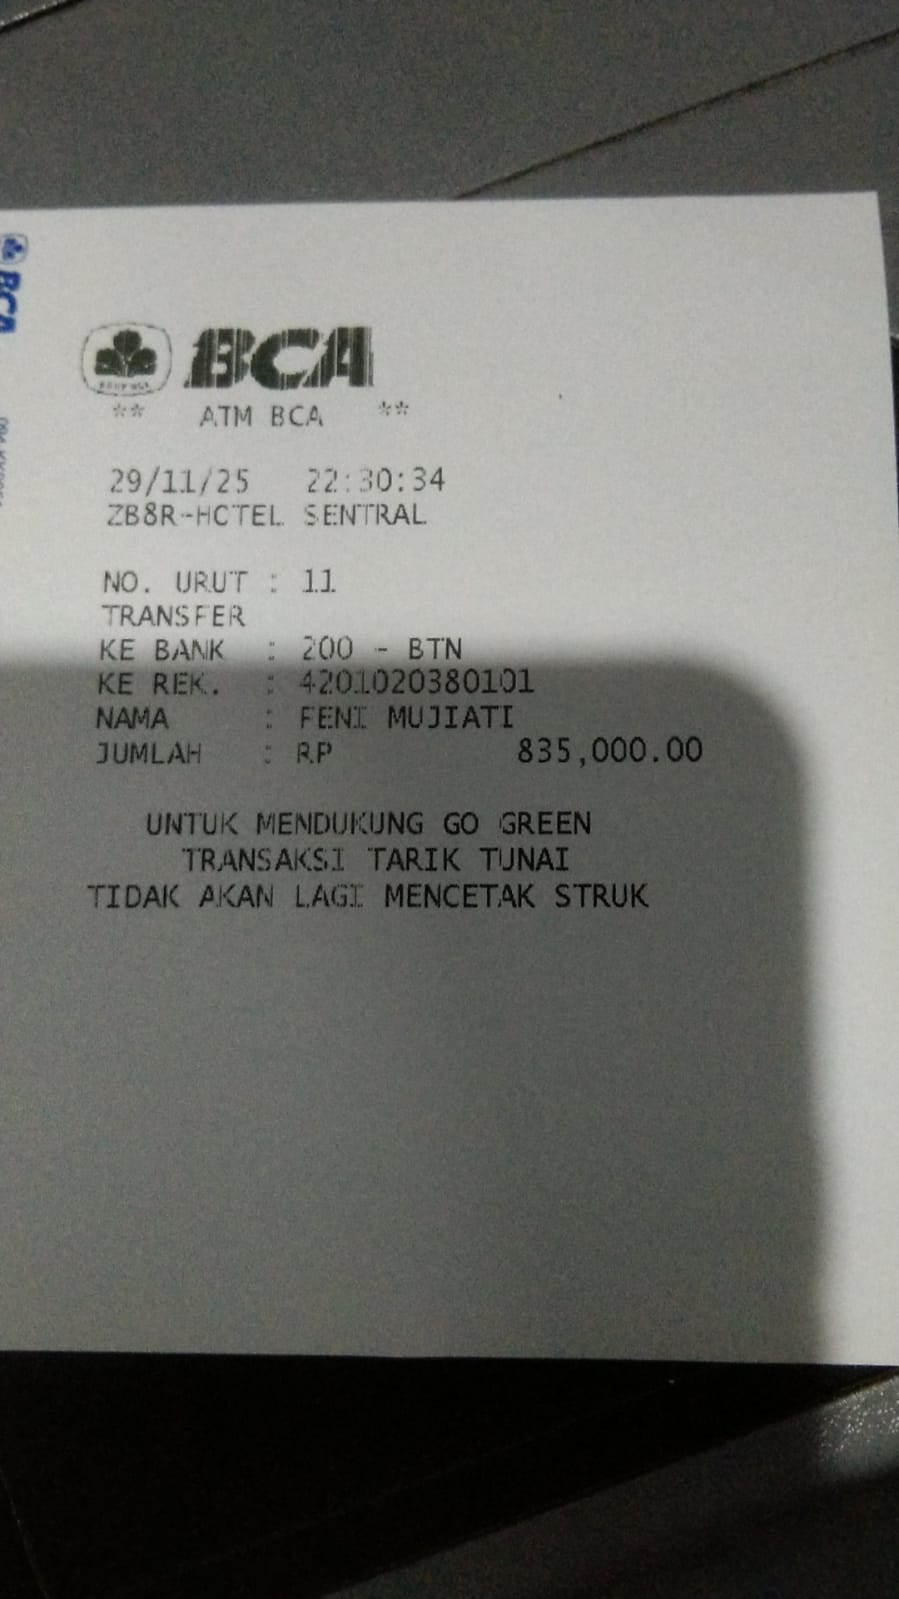 BCA
BCA
** ATM BCA **
29/11/25 22:30:34
ZB8R-HOTEL SENTRAL
NO. URUT : 11
TRANSFER
KE BANK : 200 - BTN
KE REK. : 4201020380101
NAMA : FENI MUJIATI
JUMLAH : RP 835,000.00
UNTUK MENDUKUNG GO GREEN
TRANSAKSI TARIK TUNAI
TIDAK AKAN LAGI MENCETAK STRUK